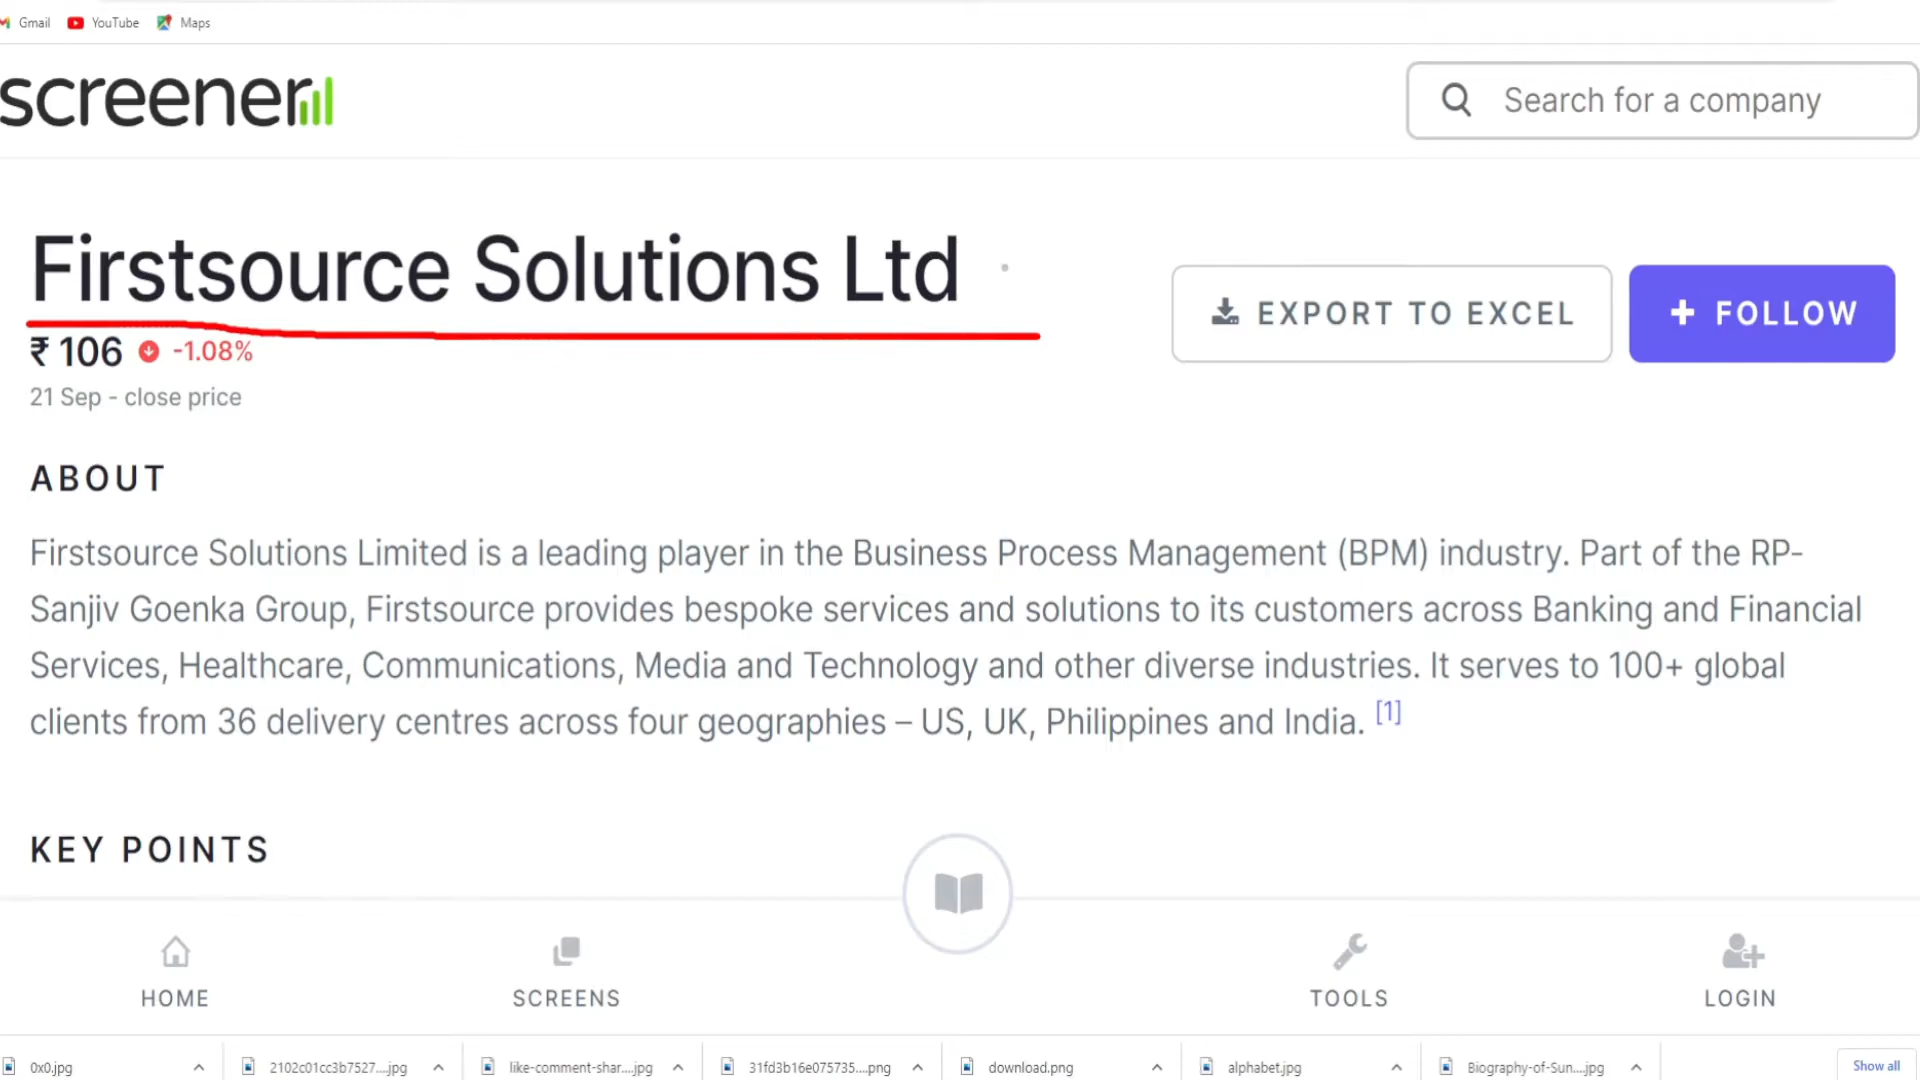 Gmail YouTube Maps
screener
Search for a company
Firstsource Solutions Ltd
EXPORT TO EXCEL
+ FOLLOW
₹ 106 -1.08%
21 Sep - close price
ABOUT
Firstsource Solutions Limited is a leading player in the Business Process Management (BPM) industry. Part of the RP-
Sanjiv Goenka Group, Firstsource provides bespoke services and solutions to its customers across Banking and Financial
Services, Healthcare, Communications, Media and Technology and other diverse industries. It serves to 100+ global
clients from 36 delivery centres across four geographies – US, UK, Philippines and India. [1]
KEY POINTS
HOME SCREENS TOOLS LOGIN
0x0.jpg 2102c01cc3b7527....jpg like-comment-shar....jpg 31fd3b16e075735....png download.png alphabet.jpg Biography-of-Sun....jpg Show all